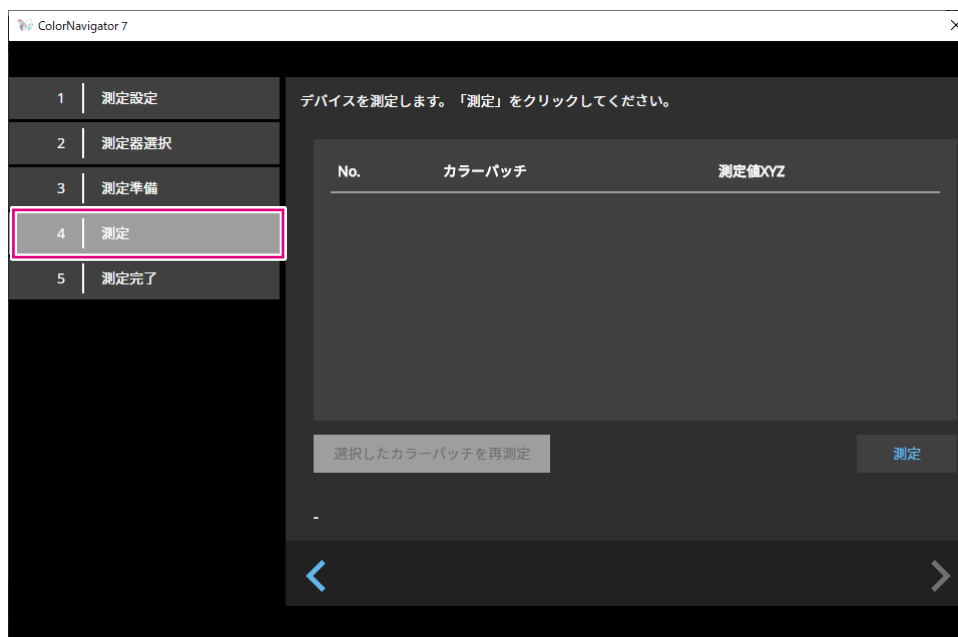 ColorNavigator 7
1 測定設定
2 測定器選択
3 測定準備
4 測定
5 測定完了
デバイスを測定します。「測定」をクリックしてください。
No. カラーパッチ 測定値XYZ
選択したカラーパッチを再測定 測定
-